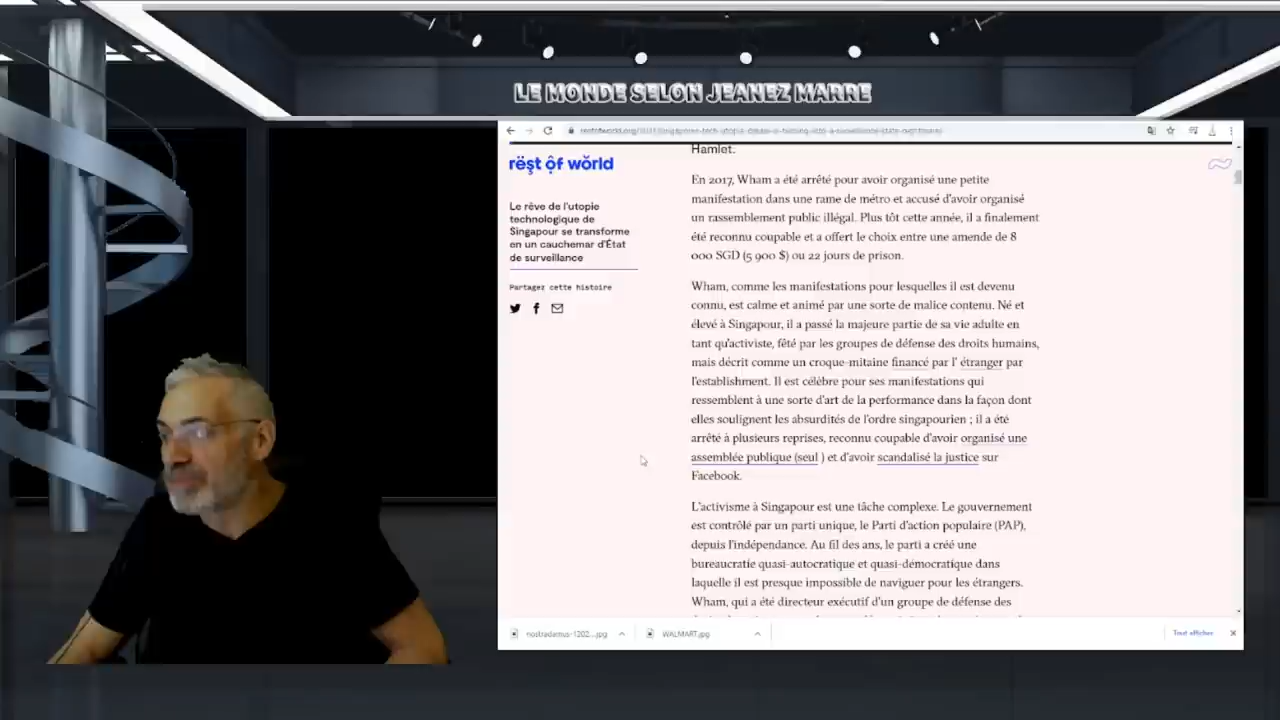 LE MONDE SELON JEANEZ MARRE
Hamlet.
rëşt ộf wŏrld
Le rêve de l'utopie
technologique de
Singapour se transforme
en un cauchemar d'État
de surveillance
Partagez cette histoire
En 2017, Wham a été arrêté pour avoir organisé une petite
manifestation dans une rame de métro et accusé d'avoir organisé
un rassemblement public illégal. Plus tôt cette année, il a finalement
été reconnu coupable et a offert le choix entre une amende de 8
000 SGD (5 900 $) ou 22 jours de prison.
Wham, comme les manifestations pour lesquelles il est devenu
connu, est calme et animé par une sorte de malice contenu. Né et
élevé à Singapour, il a passé la majeure partie de sa vie adulte en
tant qu'activiste, fêté par les groupes de défense des droits humains,
mais décrit comme un croque-mitaine financé par l' étranger par
l'establishment. Il est célèbre pour ses manifestations qui
ressemblent à une sorte d'art de la performance dans la façon dont
elles soulignent les absurdités de l'ordre singapourien ; il a été
arrêté à plusieurs reprises, reconnu coupable d'avoir organisé une
assemblée publique (seul ) et d'avoir scandalisé la justice sur
Facebook.
L'activisme à Singapour est une tâche complexe. Le gouvernement
est contrôlé par un parti unique, le Parti d'action populaire (PAP),
depuis l'indépendance. Au fil des ans, le parti a créé une
bureaucratie quasi-autocratique et quasi-démocratique dans
laquelle il est presque impossible de naviguer pour les étrangers.
Wham, qui a été directeur exécutif d'un groupe de défense des
nostradamus-1202...jpg
WALMART.jpg
Tout afficher